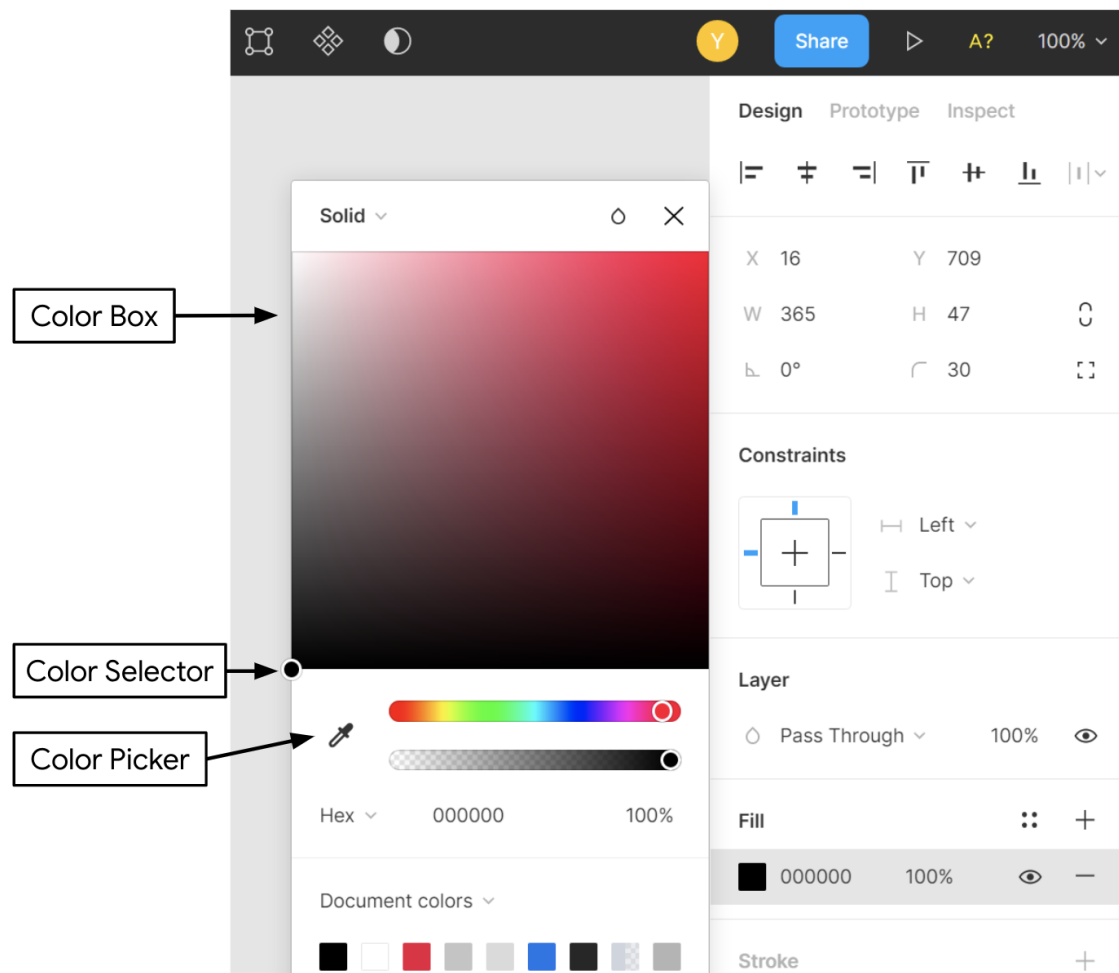 Y Share A? 100%
Design Prototype Inspect
Solid
X 16 Y 709
Color Box
W 365 H 47
0° 30
Constraints
Left
Top
Color Selector
Layer
Color Picker
Pass Through 100%
Hex 000000 100%
Fill
000000 100%
Document colors
Stroke